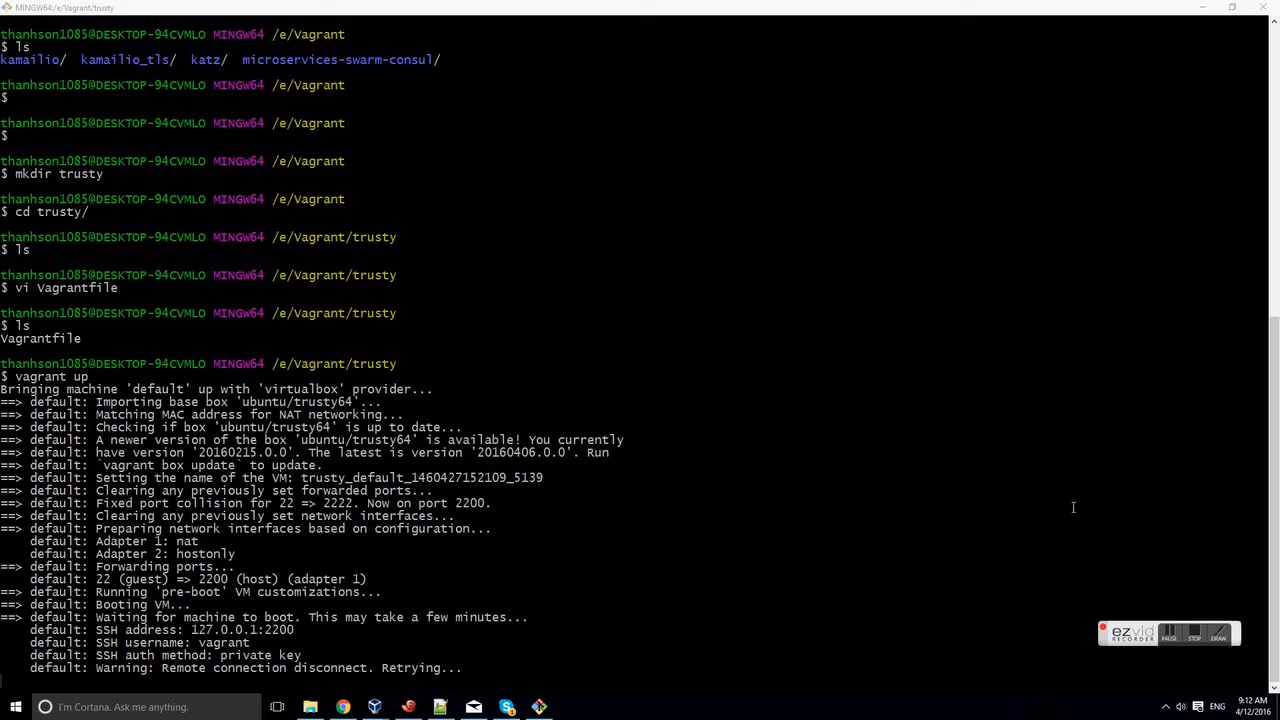 MINGW64:/e/Vagrant/trusty
thanhson1085@DESKTOP-94CVMLO MINGW64 /e/Vagrant
$ ls
kamailio/  kamailio_tls/  katz/  microservices-swarm-consul/
thanhson1085@DESKTOP-94CVMLO MINGW64 /e/Vagrant
$
thanhson1085@DESKTOP-94CVMLO MINGW64 /e/Vagrant
$
thanhson1085@DESKTOP-94CVMLO MINGW64 /e/Vagrant
$ mkdir trusty
thanhson1085@DESKTOP-94CVMLO MINGW64 /e/Vagrant
$ cd trusty/
thanhson1085@DESKTOP-94CVMLO MINGW64 /e/Vagrant/trusty
$ ls
thanhson1085@DESKTOP-94CVMLO MINGW64 /e/Vagrant/trusty
$ vi Vagrantfile
thanhson1085@DESKTOP-94CVMLO MINGW64 /e/Vagrant/trusty
$ ls
Vagrantfile
thanhson1085@DESKTOP-94CVMLO MINGW64 /e/Vagrant/trusty
$ vagrant up
Bringing machine 'default' up with 'virtualbox' provider...
==> default: Importing base box 'ubuntu/trusty64'...
==> default: Matching MAC address for NAT networking...
==> default: Checking if box 'ubuntu/trusty64' is up to date...
==> default: A newer version of the box 'ubuntu/trusty64' is available! You currently
==> default: have version '20160215.0.0'. The latest is version '20160406.0.0'. Run
==> default: `vagrant box update` to update.
==> default: Setting the name of the VM: trusty_default_1460427152109_5139
==> default: Clearing any previously set forwarded ports...
==> default: Fixed port collision for 22 => 2222. Now on port 2200.
==> default: Clearing any previously set network interfaces...
==> default: Preparing network interfaces based on configuration...
    default: Adapter 1: nat
    default: Adapter 2: hostonly
==> default: Forwarding ports...
    default: 22 (guest) => 2200 (host) (adapter 1)
==> default: Running 'pre-boot' VM customizations...
==> default: Booting VM...
==> default: Waiting for machine to boot. This may take a few minutes...
    default: SSH address: 127.0.0.1:2200
    default: SSH username: vagrant
    default: SSH auth method: private key
    default: Warning: Remote connection disconnect. Retrying...
ezvid RECORDER PAUSE STOP DRAW
I'm Cortana. Ask me anything.
ENG
9:12 AM
4/12/2016